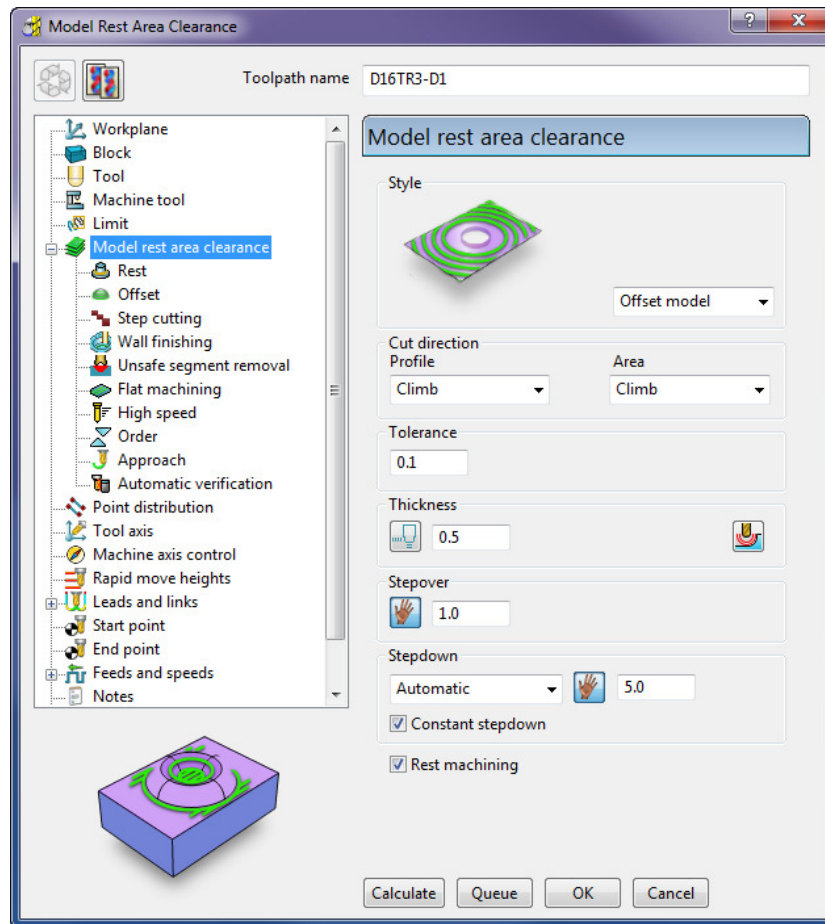 Model Rest Area Clearance
?
X
Toolpath name
D16TR3-D1
Workplane
Block
Tool
Machine tool
Limit
Model rest area clearance
Rest
Offset
Step cutting
Wall finishing
Unsafe segment removal
Flat machining
High speed
Order
Approach
Automatic verification
Point distribution
Tool axis
Machine axis control
Rapid move heights
Leads and links
Start point
End point
Feeds and speeds
Notes
Model rest area clearance
Style
Offset model
Cut direction
Profile Area
Climb Climb
Tolerance
0.1
Thickness
0.5
Stepover
1.0
Stepdown
Automatic 5.0
Constant stepdown
Rest machining
Calculate Queue OK Cancel